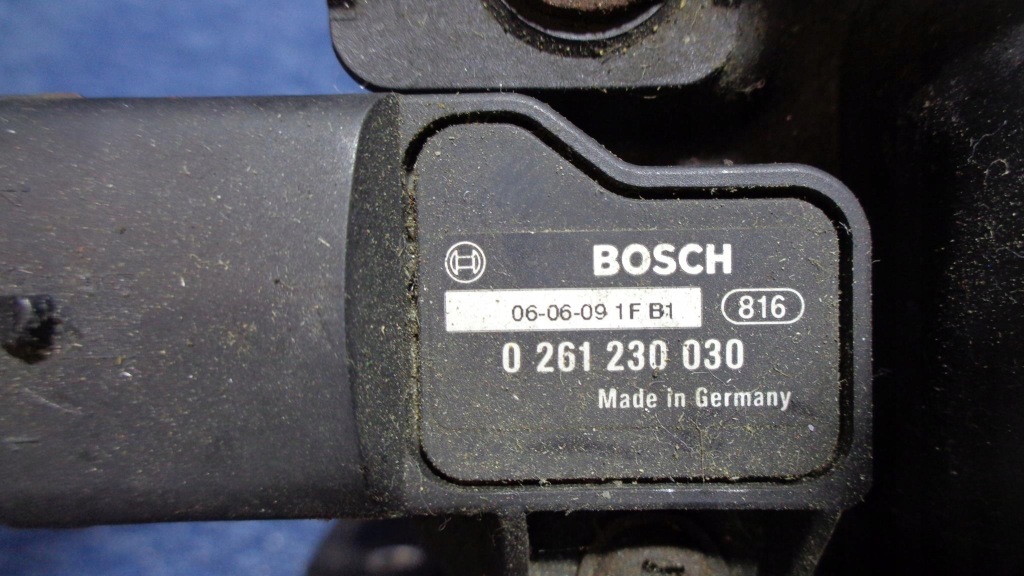 BOSCH
06-06-09 1F B1
816
0 261 230 030
Made in Germany